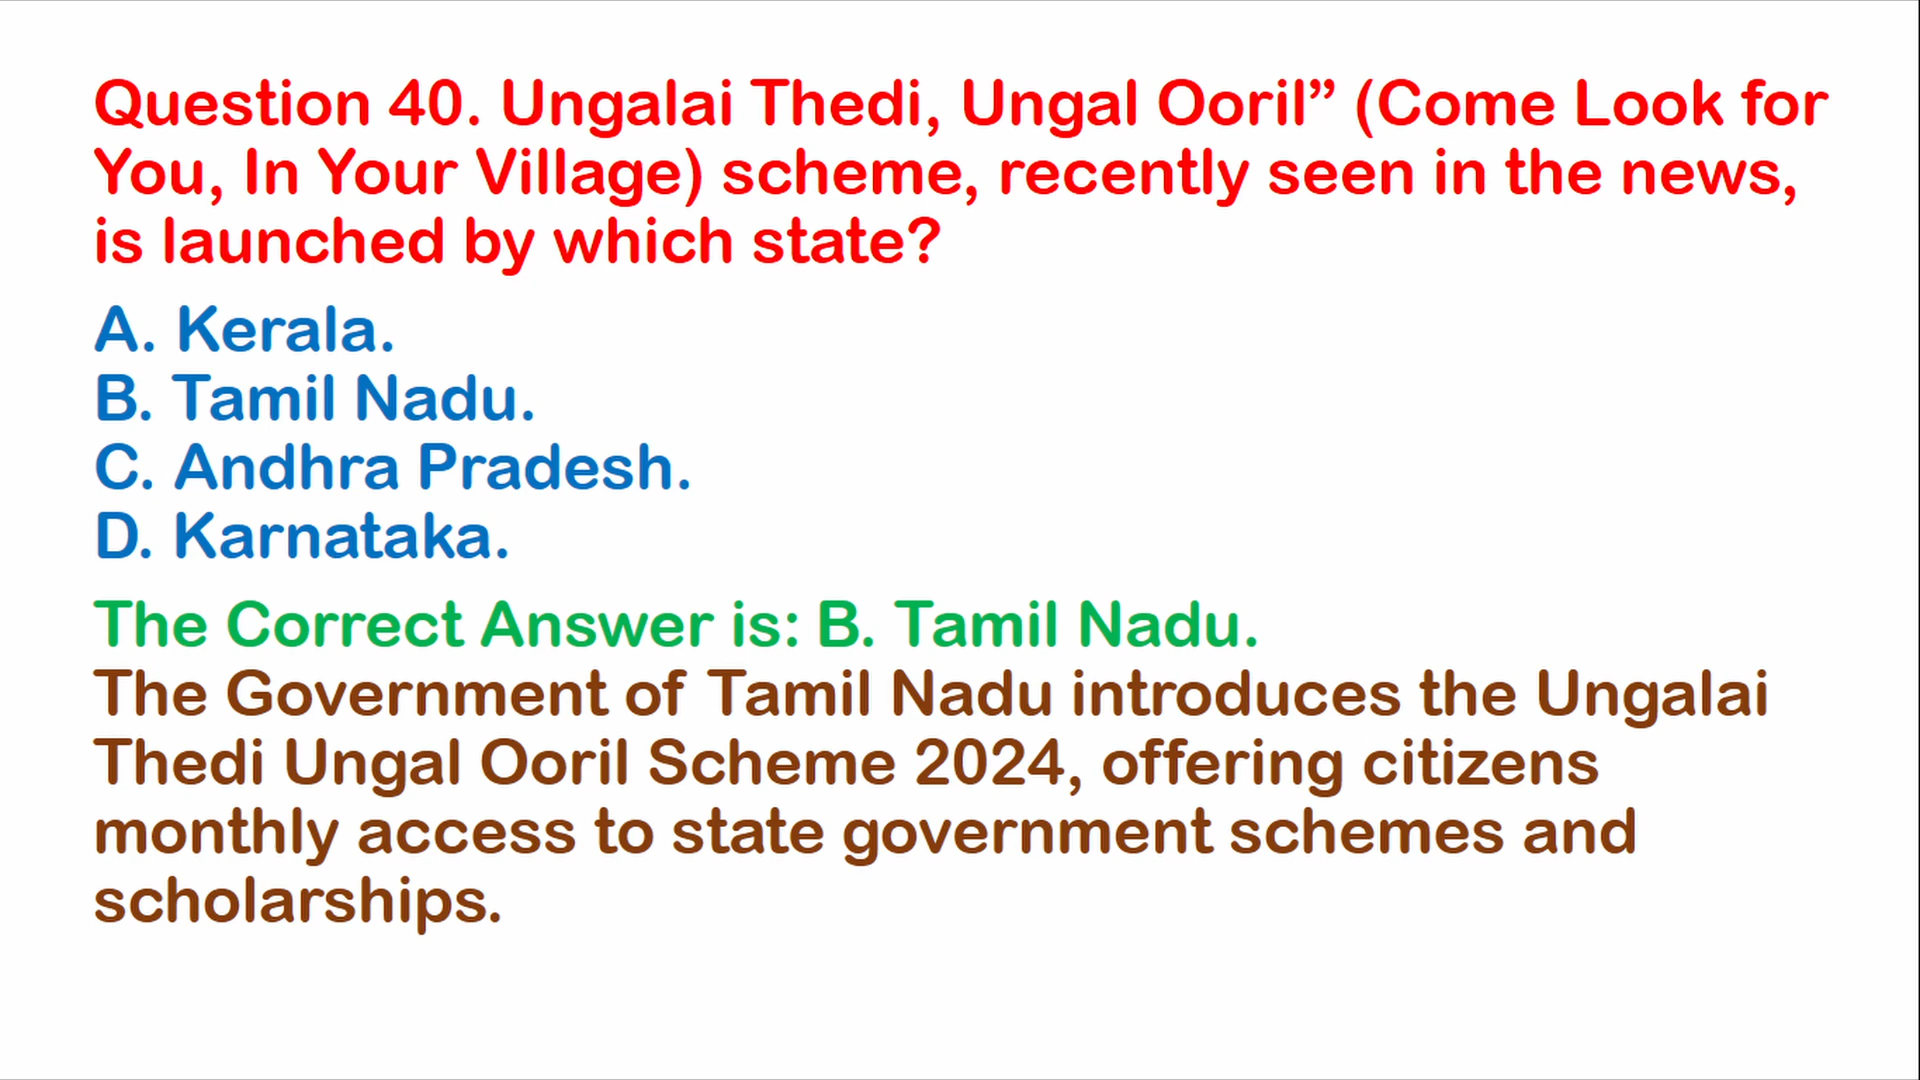 Question 40. Ungalai Thedi, Ungal Ooril” (Come Look for
You, In Your Village) scheme, recently seen in the news,
is launched by which state?
A. Kerala.
B. Tamil Nadu.
C. Andhra Pradesh.
D. Karnataka.
The Correct Answer is: B. Tamil Nadu.
The Government of Tamil Nadu introduces the Ungalai
Thedi Ungal Ooril Scheme 2024, offering citizens
monthly access to state government schemes and
scholarships.